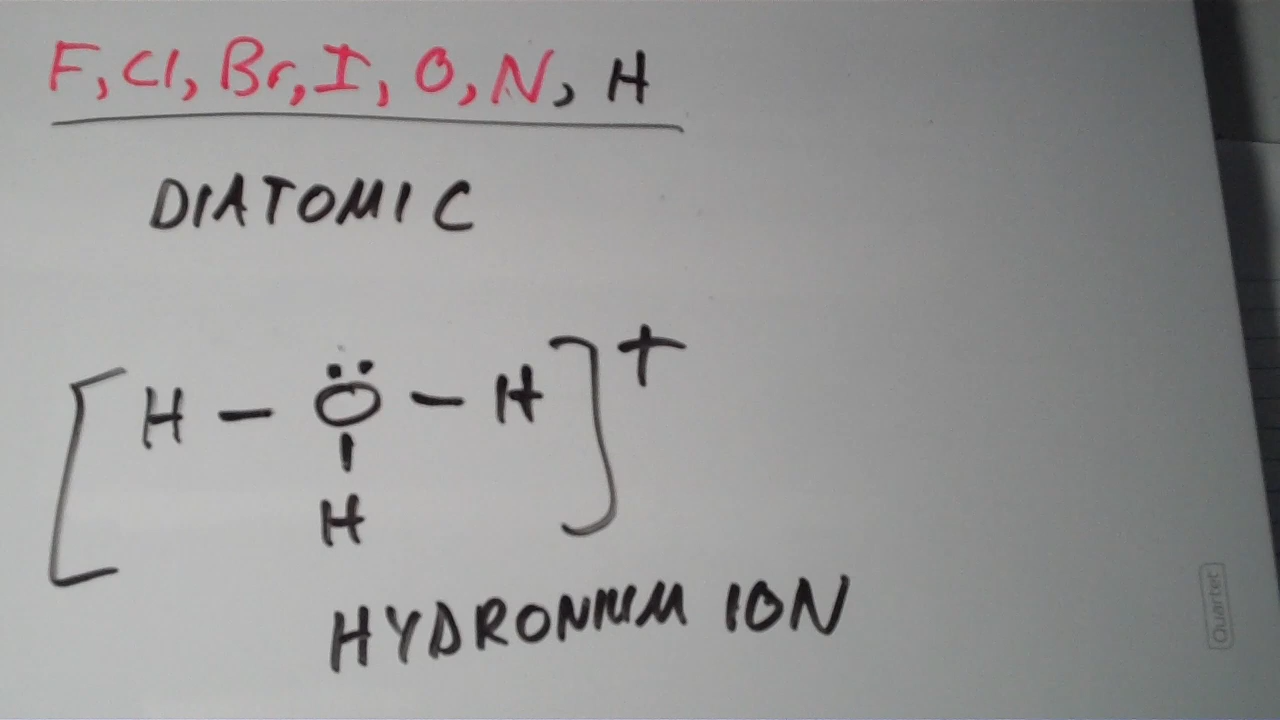 F, Cl, Br, I, O, N, H
DIATOMIC
[H - Ö - H]+
|
H
HYDRONIUM ION
Quartet